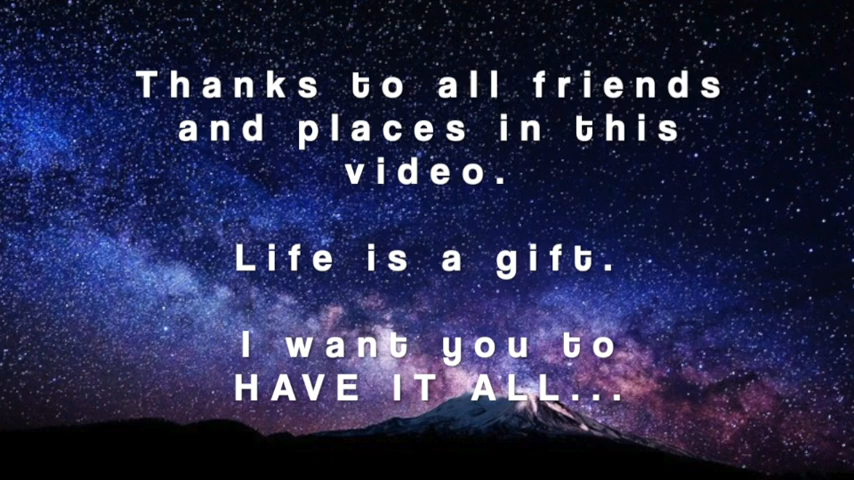 Thanks to all friends
and places in this
video.
Life is a gift.
I want you to
HAVE IT ALL...